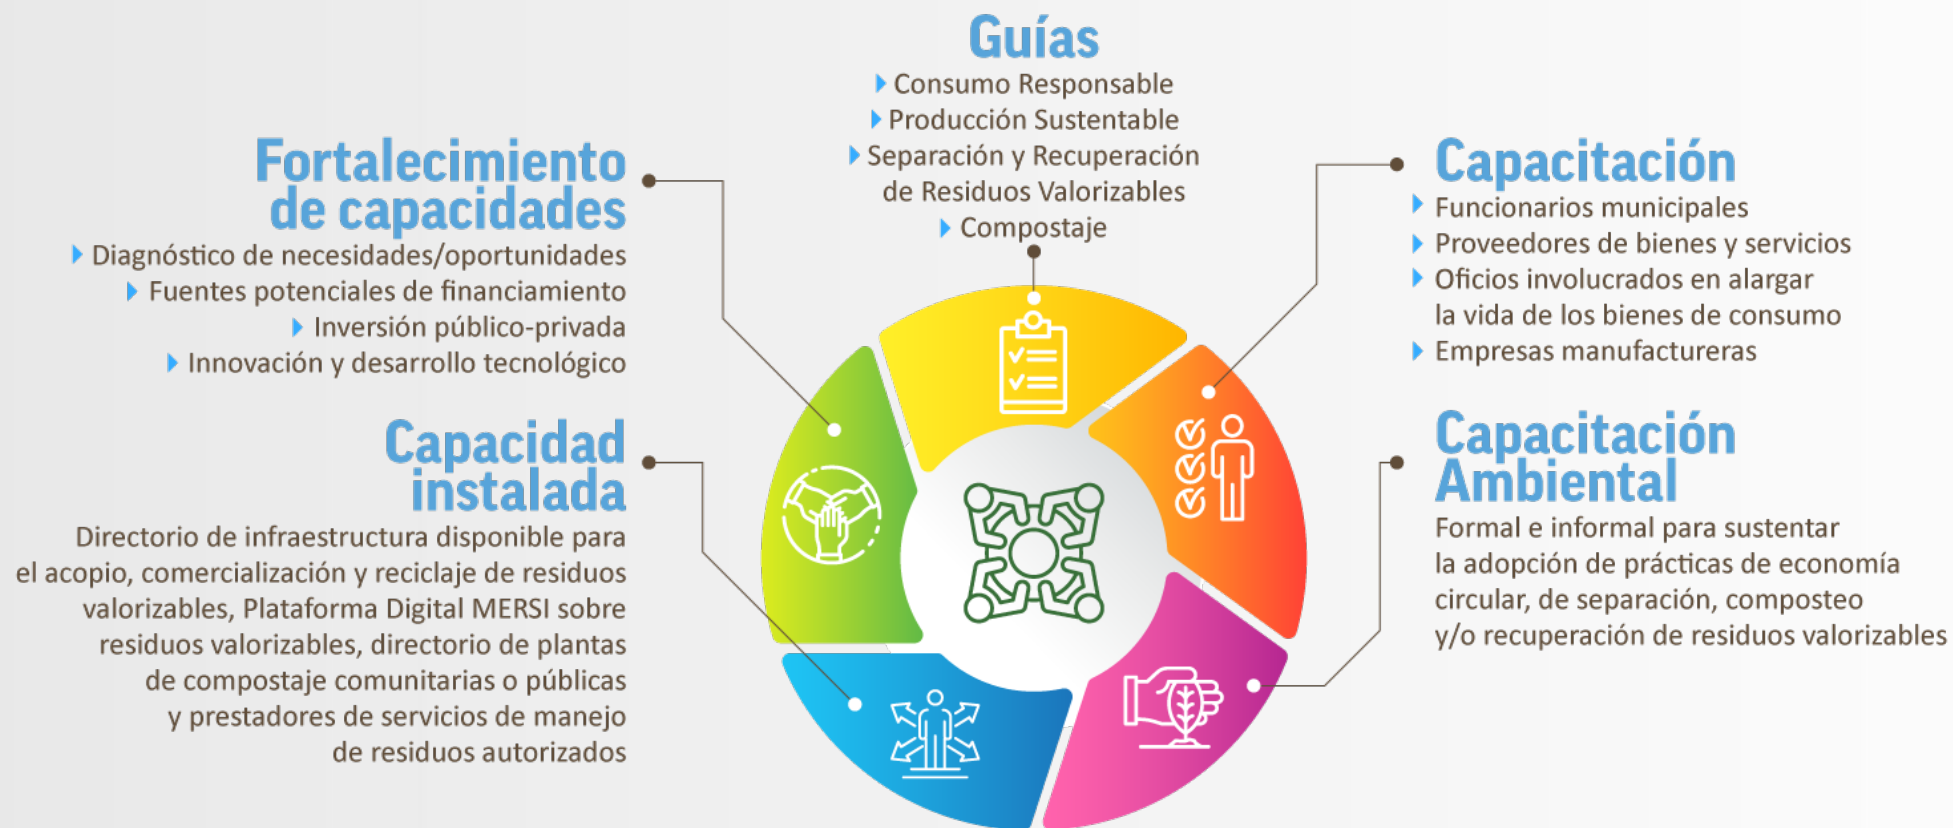 Guías
Consumo Responsable
Producción Sustentable
Separación y Recuperación
de Residuos Valorizables
Compostaje
Fortalecimiento
de capacidades
Diagnóstico de necesidades/oportunidades
Fuentes potenciales de financiamiento
Inversión público-privada
Innovación y desarrollo tecnológico
Capacidad
instalada
Directorio de infraestructura disponible para
el acopio, comercialización y reciclaje de residuos
valorizables, Plataforma Digital MERSI sobre
residuos valorizables, directorio de plantas
de compostaje comunitarias o públicas
y prestadores de servicios de manejo
de residuos autorizados
Capacitación
Funcionarios municipales
Proveedores de bienes y servicios
Oficios involucrados en alargar
la vida de los bienes de consumo
Empresas manufactureras
Capacitación
Ambiental
Formal e informal para sustentar
la adopción de prácticas de economía
circular, de separación, composteo
y/o recuperación de residuos valorizables